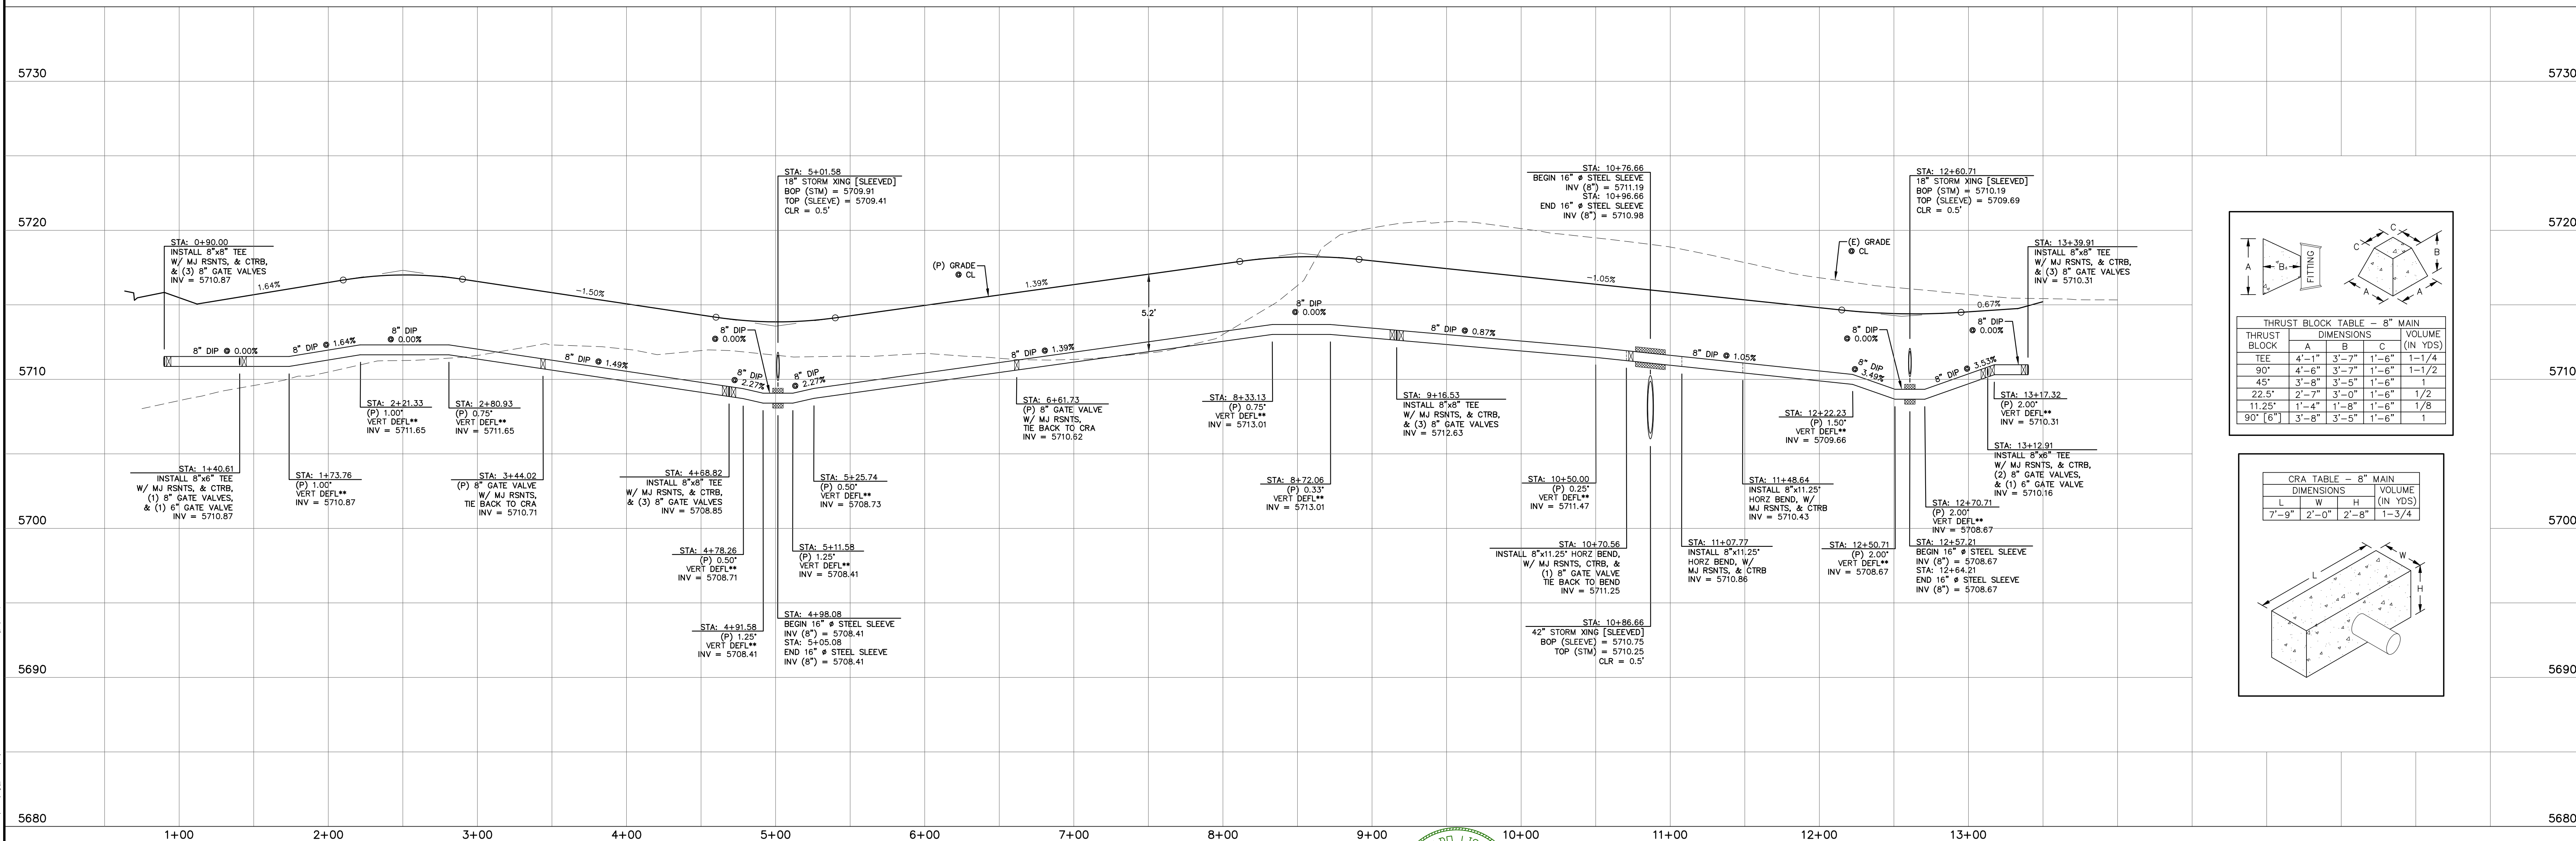 5730
5730
5720
5720
5710
5710
5700
5700
5690
5690
5680
5680
STA: 0+90.00
INSTALL 8"x8" TEE
W/ MJ RSNTS, & CTRB,
& (3) 8" GATE VALVES
INV = 5710.87
1.64%
-1.50%
STA: 5+01.58
18" STORM XING [SLEEVED]
BOP (STM) = 5709.91
TOP (SLEEVE) = 5709.41
CLR = 0.5'
(P) GRADE
@ CL
1.39%
5.2'
STA: 10+76.66
BEGIN 16" ø STEEL SLEEVE
INV (8") = 5711.19
STA: 10+96.66
END 16" ø STEEL SLEEVE
INV (8") = 5710.98
-1.05%
(E) GRADE
@ CL
STA: 12+60.71
18" STORM XING [SLEEVED]
BOP (STM) = 5710.19
TOP (SLEEVE) = 5709.69
CLR = 0.5'
STA: 13+39.91
INSTALL 8"x8" TEE
W/ MJ RSNTS, & CTRB,
& (3) 8" GATE VALVES
INV = 5710.31
0.67%
8" DIP @ 0.00%
8" DIP @ 1.64%
8" DIP
@ 0.00%
8" DIP @ 1.49%
8" DIP
@ 2.27%
8" DIP
@ 0.00%
8" DIP
@ 2.27%
8" DIP @ 1.39%
8" DIP
@ 0.00%
8" DIP @ 0.87%
8" DIP @ 1.05%
8" DIP
@ 3.49%
8" DIP
@ 0.00%
8" DIP @ 3.53%
8" DIP
@ 0.00%
STA: 1+40.61
INSTALL 8"x6" TEE
W/ MJ RSNTS, & CTRB,
(1) 8" GATE VALVES,
& (1) 6" GATE VALVE
INV = 5710.87
STA: 1+73.76
(P) 1.00°
VERT DEFL**
INV = 5710.87
STA: 2+21.33
(P) 1.00°
VERT DEFL**
INV = 5711.65
STA: 2+80.93
(P) 0.75°
VERT DEFL**
INV = 5711.65
STA: 3+44.02
(P) 8" GATE VALVE
W/ MJ RSNTS,
TIE BACK TO CRA
INV = 5710.71
STA: 4+68.82
INSTALL 8"x8" TEE
W/ MJ RSNTS, & CTRB,
& (3) 8" GATE VALVES
INV = 5708.85
STA: 4+78.26
(P) 0.50°
VERT DEFL**
INV = 5708.71
STA: 4+91.58
(P) 1.25°
VERT DEFL**
INV = 5708.41
STA: 4+98.08
BEGIN 16" ø STEEL SLEEVE
INV (8") = 5708.41
STA: 5+05.08
END 16" ø STEEL SLEEVE
INV (8") = 5708.41
STA: 5+11.58
(P) 1.25°
VERT DEFL**
INV = 5708.41
STA: 5+25.74
(P) 0.50°
VERT DEFL**
INV = 5708.73
STA: 6+61.73
(P) 8" GATE VALVE
W/ MJ RSNTS,
TIE BACK TO CRA
INV = 5710.62
STA: 8+33.13
(P) 0.75°
VERT DEFL**
INV = 5713.01
STA: 8+72.06
(P) 0.33°
VERT DEFL**
INV = 5713.01
STA: 9+16.53
INSTALL 8"x8" TEE
W/ MJ RSNTS, & CTRB,
& (3) 8" GATE VALVES
INV = 5712.63
STA: 10+50.00
(P) 0.25°
VERT DEFL**
INV = 5711.47
STA: 10+70.56
INSTALL 8"x11.25° HORZ BEND,
W/ MJ RSNTS, CTRB, &
(1) 8" GATE VALVE
TIE BACK TO BEND
INV = 5711.25
STA: 10+86.66
42" STORM XING [SLEEVED]
BOP (SLEEVE) = 5710.75
TOP (STM) = 5710.25
CLR = 0.5'
STA: 11+07.77
INSTALL 8"x11.25°
HORZ BEND, W/
MJ RSNTS, & CTRB
INV = 5710.86
STA: 11+48.64
INSTALL 8"x11.25°
HORZ BEND, W/
MJ RSNTS, & CTRB
INV = 5710.43
STA: 12+22.23
(P) 1.50°
VERT DEFL**
INV = 5709.66
STA: 12+50.71
(P) 2.00°
VERT DEFL**
INV = 5708.67
STA: 12+57.21
BEGIN 16" ø STEEL SLEEVE
INV (8") = 5708.67
STA: 12+64.21
END 16" ø STEEL SLEEVE
INV (8") = 5708.67
STA: 12+70.71
(P) 2.00°
VERT DEFL**
INV = 5708.67
STA: 13+12.91
INSTALL 8"x6" TEE
W/ MJ RSNTS, & CTRB,
(2) 8" GATE VALVES,
& (1) 6" GATE VALVE
INV = 5710.16
STA: 13+17.32
(P) 2.00°
VERT DEFL**
INV = 5710.31
1+00 2+00 3+00 4+00 5+00 6+00 7+00 8+00 9+00 10+00 11+00 12+00 13+00
A B FITTING
C C B A A
THRUST BLOCK TABLE - 8" MAIN
THRUST BLOCK DIMENSIONS VOLUME (IN YDS)
A B C
TEE 4'-1" 3'-7" 1'-6" 1-1/4
90° 4'-6" 3'-7" 1'-6" 1-1/2
45° 3'-8" 3'-5" 1'-6" 1
22.5° 2'-7" 3'-0" 1'-6" 1/2
11.25° 1'-4" 1'-8" 1'-6" 1/8
90° [6"] 3'-8" 3'-5" 1'-6" 1
CRA TABLE - 8" MAIN
DIMENSIONS VOLUME (IN YDS)
L W H
7'-9" 2'-0" 2'-8" 1-3/4
L W H